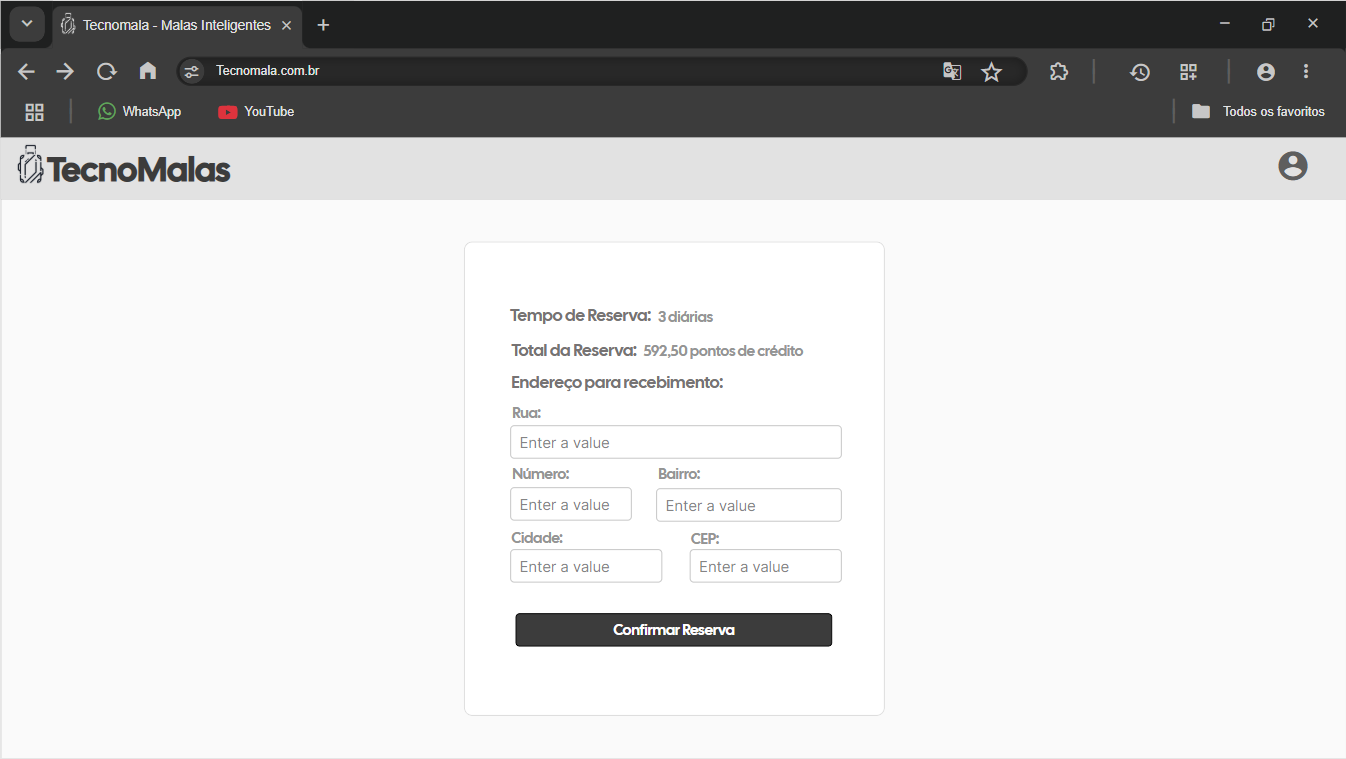 Tecnomala - Malas Inteligentes
Tecnomala.com.br
WhatsApp
YouTube
Todos os favoritos
TecnoMalas
Tempo de Reserva: 3 diárias
Total da Reserva: 592,50 pontos de crédito
Endereço para recebimento:
Rua:
Enter a value
Número: Bairro:
Enter a value Enter a value
Cidade: CEP:
Enter a value Enter a value
Confirmar Reserva